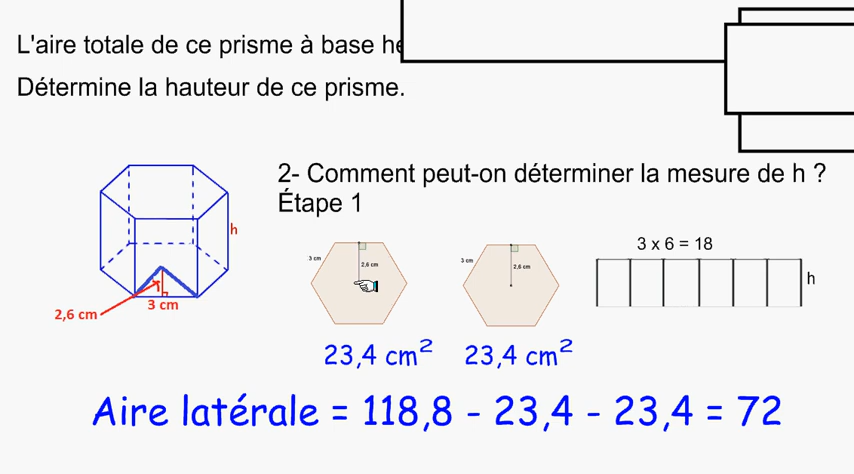 L'aire totale de ce prisme à base
Détermine la hauteur de ce prisme.
2- Comment peut-on déterminer la mesure de h ?
Étape 1
3 x 6 = 18
3 cm
2,6 cm
3 cm
2,6 cm
h
h
3 cm
2,6 cm
23,4 cm² 23,4 cm²
Aire latérale = 118,8 - 23,4 - 23,4 = 72